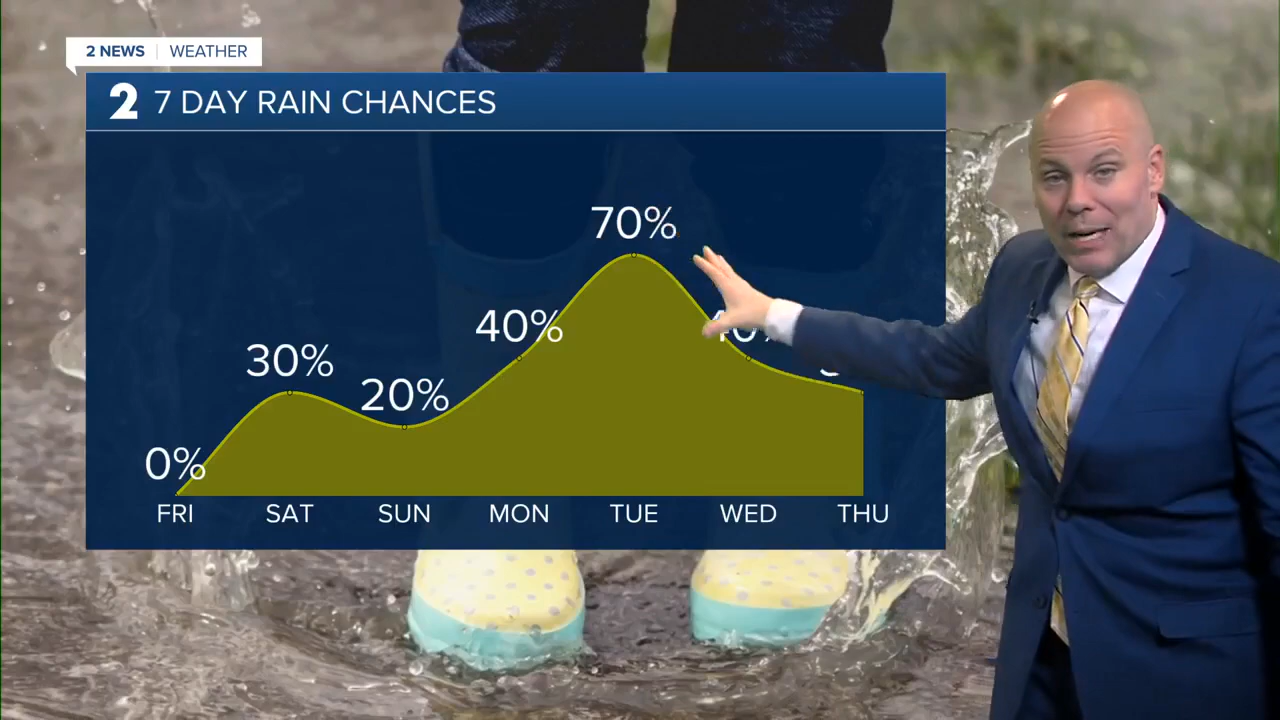 2 NEWS | WEATHER
2 7 DAY RAIN CHANCES
70%
40%
30%
20%
0%
FRI SAT SUN MON TUE WED THU